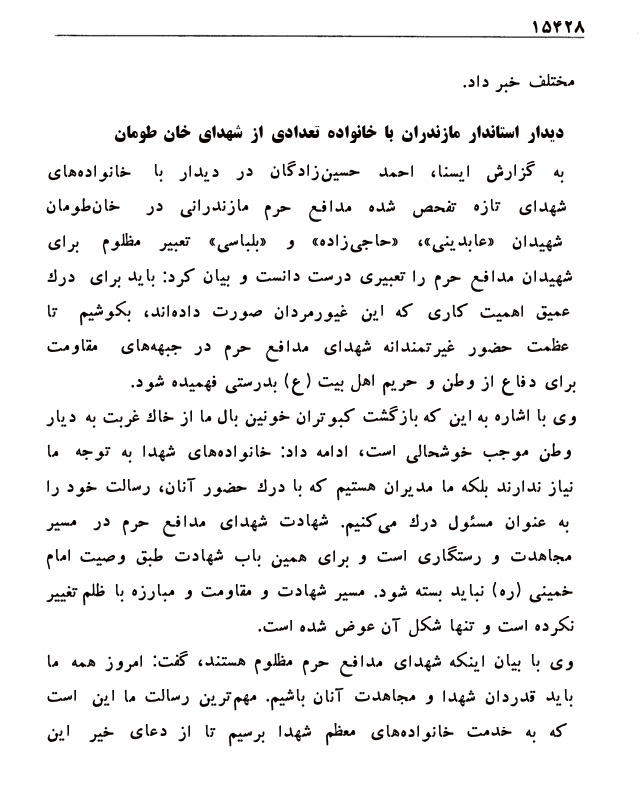 ۱۵۴۲۸
مختلف خبر داد.
دیدار استاندار مازندران با خانواده تعدادی از شهدای خان طومان
به گزارش ایسنا، احمد حسین‌زادگان در دیدار با خانواده‌های
شهدای تازه تفحص شده مدافع حرم مازندرانی در خان‌طومان
شهیدان «عابدینی»، «حاجی‌زاده» و «بلباسی» تعبیر مظلوم برای
شهیدان مدافع حرم را تعبیری درست دانست و بیان کرد: باید برای درك
عمیق اهمیت کاری که این غیورمردان صورت داده‌اند، بکوشیم تا
عظمت حضور غیرتمندانه شهدای مدافع حرم در جبهه‌های مقاومت
برای دفاع از وطن و حریم اهل بیت (ع) بدرستی فهمیده شود.
وی با اشاره به این که بازگشت کبوتران خونین بال ما از خاك غربت به دیار
وطن موجب خوشحالی است، ادامه داد: خانواده‌های شهدا به توجه ما
نیاز ندارند بلکه ما مدیران هستیم که با درك حضور آنان، رسالت خود را
به عنوان مسئول درك می‌کنیم. شهادت شهدای مدافع حرم در مسیر
مجاهدت و رستگاری است و برای همین باب شهادت طبق وصیت امام
خمینی (ره) نباید بسته شود. مسیر شهادت و مقاومت و مبارزه با ظلم تغییر
نکرده است و تنها شکل آن عوض شده است.
وی با بیان اینکه شهدای مدافع حرم مظلوم هستند، گفت: امروز همه ما
باید قدردان شهدا و مجاهدت آنان باشیم. مهم‌ترین رسالت ما این است
که به خدمت خانواده‌های معظم شهدا برسیم تا از دعای خیر این